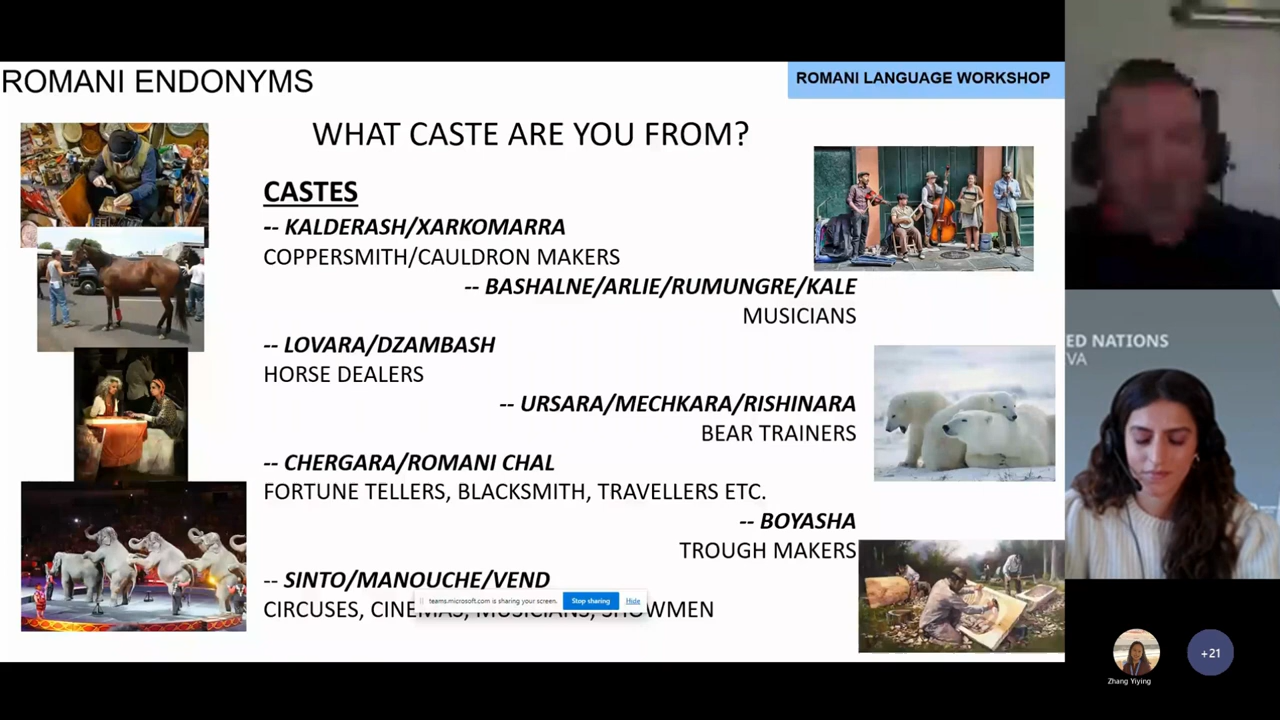 ROMANI ENDONYMS
ROMANI LANGUAGE WORKSHOP
WHAT CASTE ARE YOU FROM?
CASTES
-- KALDERASH/XARKOMARRA
COPPERSMITH/CAULDRON MAKERS
-- BASHALNE/ARLIE/RUMUNGRE/KALE
MUSICIANS
-- LOVARA/DZAMBASH
HORSE DEALERS
-- URSARA/MECHKARA/RISHINARA
BEAR TRAINERS
-- CHERGARA/ROMANI CHAL
FORTUNE TELLERS, BLACKSMITH, TRAVELLERS ETC.
-- BOYASHA
TROUGH MAKERS
-- SINTO/MANOUCHE/VEND
CIRCUSES, CINEMAS, MUSICIANS, SHOWMEN
teams.microsoft.com is sharing your screen.
Stop sharing
Hide
ED NATIONS
VA
Zhang Yiying
+21